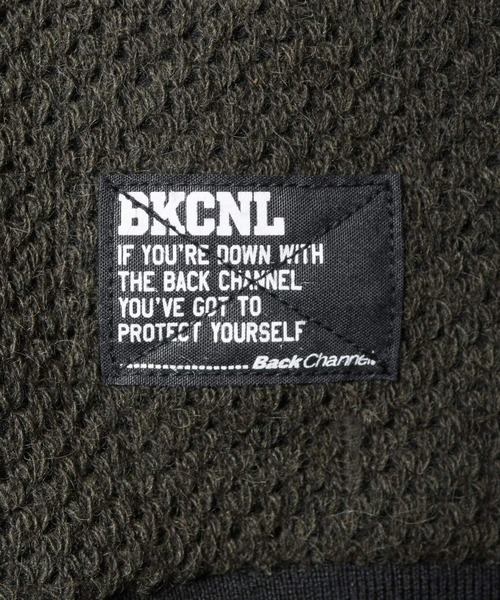 BKCNL
IF YOU'RE DOWN WITH
THE BACK CHANNEL
YOU'VE GOT TO
PROTECT YOURSELF
Back Channel